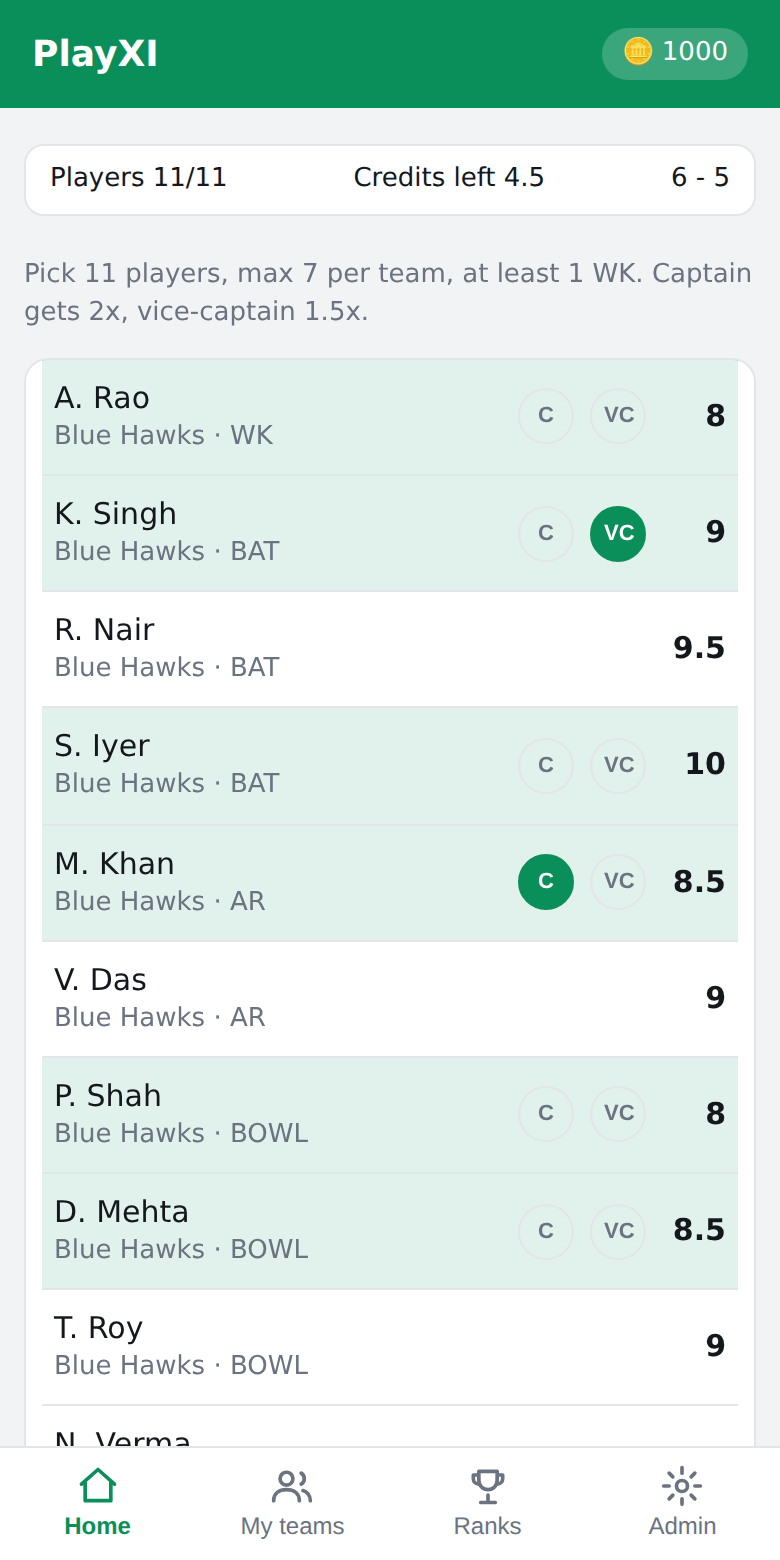 PlayXI
🪙 1000
Players 11/11
Credits left 4.5
6 - 5
Pick 11 players, max 7 per team, at least 1 WK. Captain
gets 2x, vice-captain 1.5x.
A. Rao
Blue Hawks · WK
C
VC
8
K. Singh
Blue Hawks · BAT
C
VC
9
R. Nair
Blue Hawks · BAT
9.5
S. Iyer
Blue Hawks · BAT
C
VC
10
M. Khan
Blue Hawks · AR
C
VC
8.5
V. Das
Blue Hawks · AR
9
P. Shah
Blue Hawks · BOWL
C
VC
8
D. Mehta
Blue Hawks · BOWL
C
VC
8.5
T. Roy
Blue Hawks · BOWL
9
N. Verma
Home
My teams
Ranks
Admin